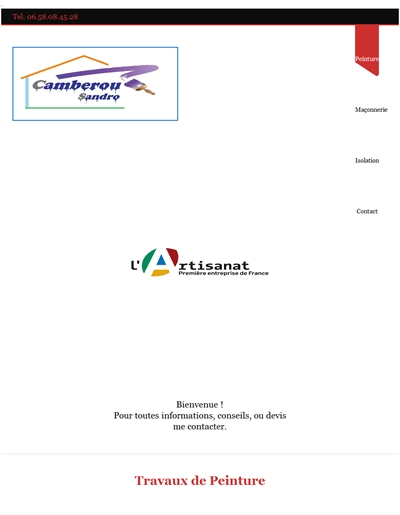 Tel: 06.58.08.45.28
Peinture
Camberou
Sandro
Maçonnerie
Isolation
Contact
l'Artisanat
Première entreprise de France
Bienvenue !
Pour toutes informations, conseils, ou devis
me contacter.
Travaux de Peinture